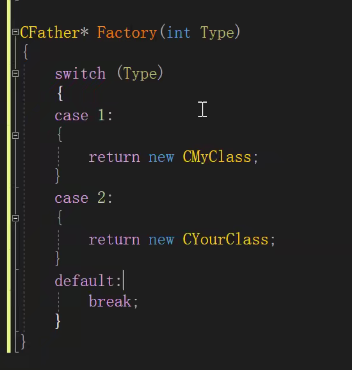 CFather* Factory(int Type)
{
switch (Type)
{
case 1:
{
return new CMyClass;
}
case 2:
{
return new CYourClass;
}
default:
break;
}
}